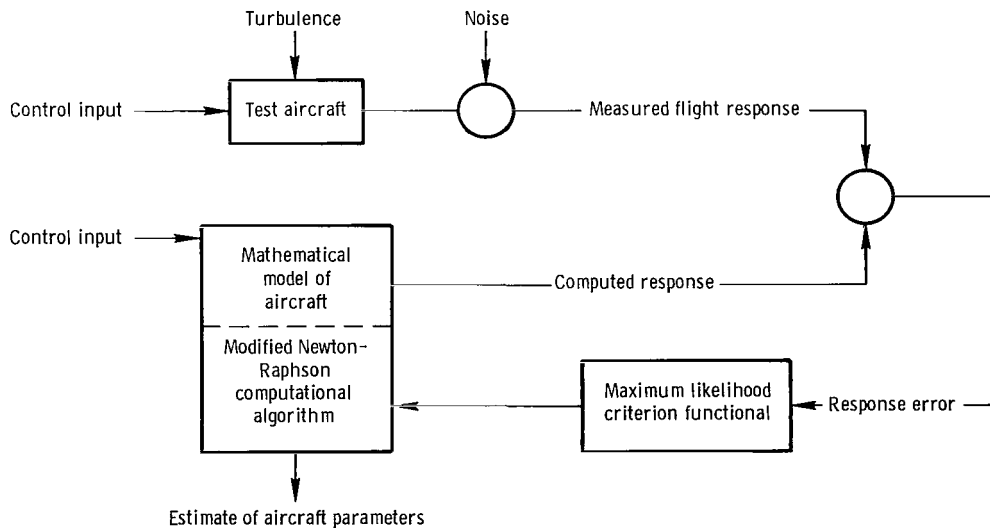 Turbulence
Noise
Control input
Test aircraft
Measured flight response
Control input
Mathematical
model of
aircraft
Computed response
Modified Newton-
Raphson
computational
algorithm
Maximum likelihood
criterion functional
Response error
Estimate of aircraft parameters